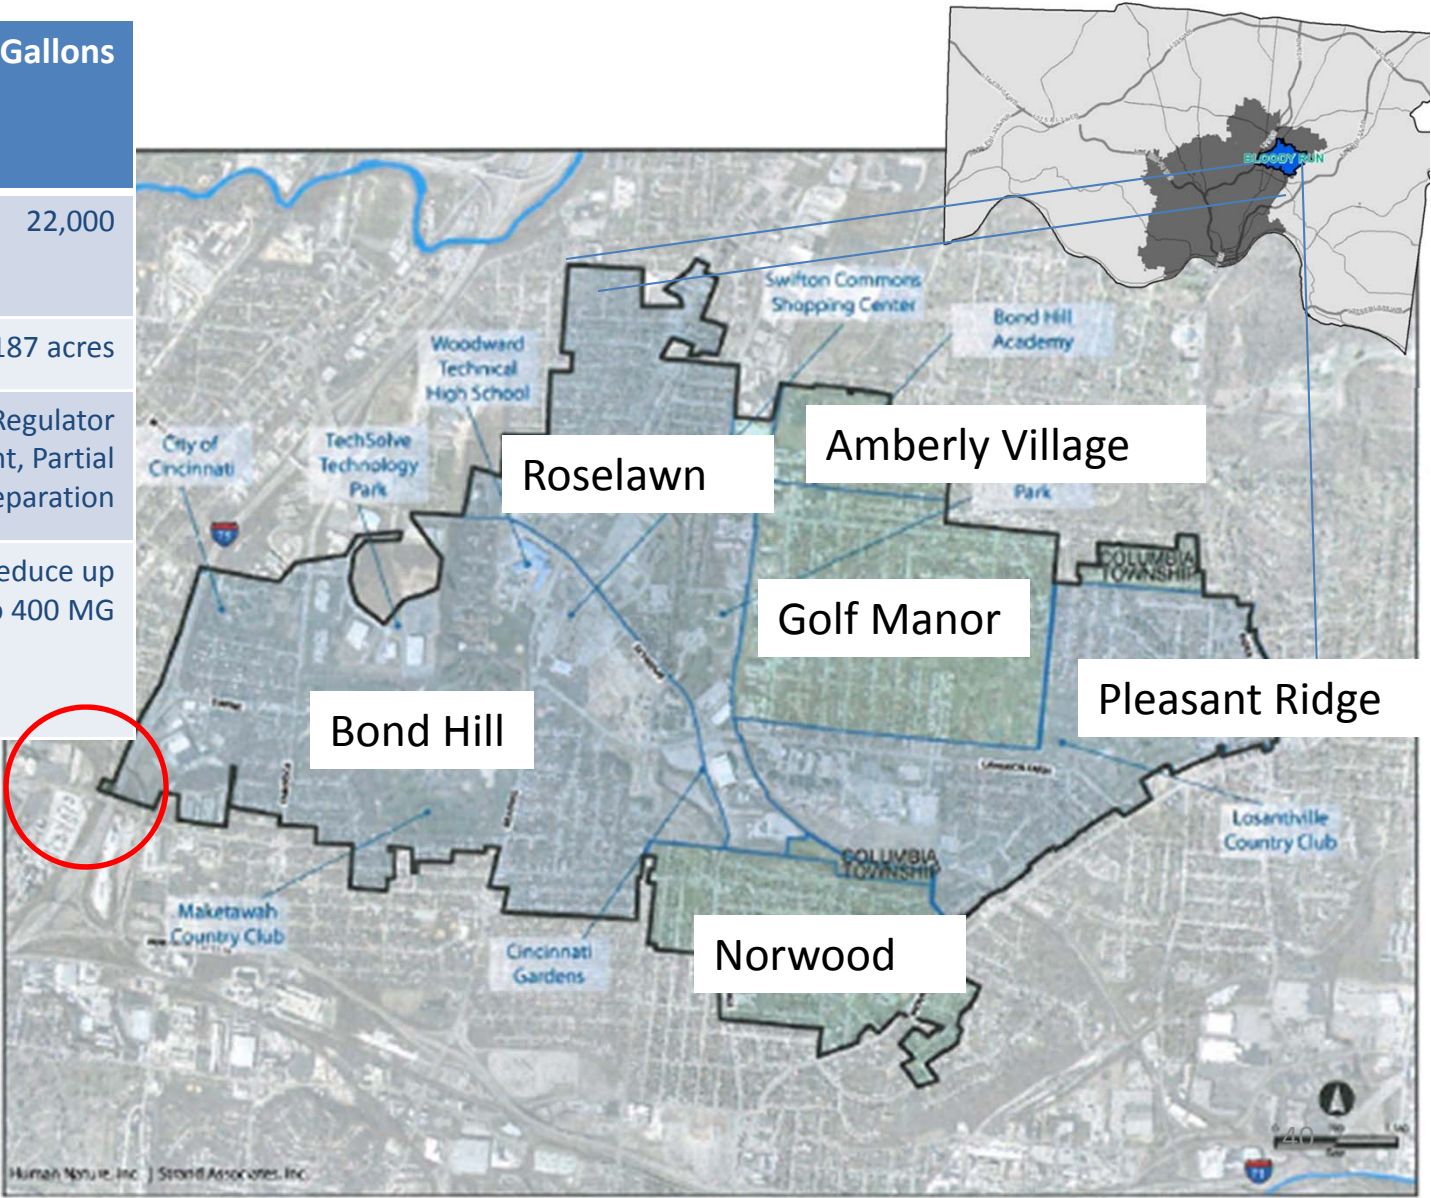 Gallons
22,000
187 acres
Regulator
Partial
eparation
educe up
400 MG
BLOODY RUN
Swifton Commons
Shopping Center
Bond Hill
Academy
Woodward
Technical
High School
City of
Cincinnati
TechSolve
Technology
Park
Roselawn
Amberly Village
Park
COLUMBIA
TOWNSHIP
Golf Manor
Pleasant Ridge
Bond Hill
Losantiville
Country Club
COLUMBIA
TOWNSHIP
Maketawah
Country Club
Cincinnati
Gardens
Norwood
40
Human Nature, Inc. | Strand Associates, Inc.